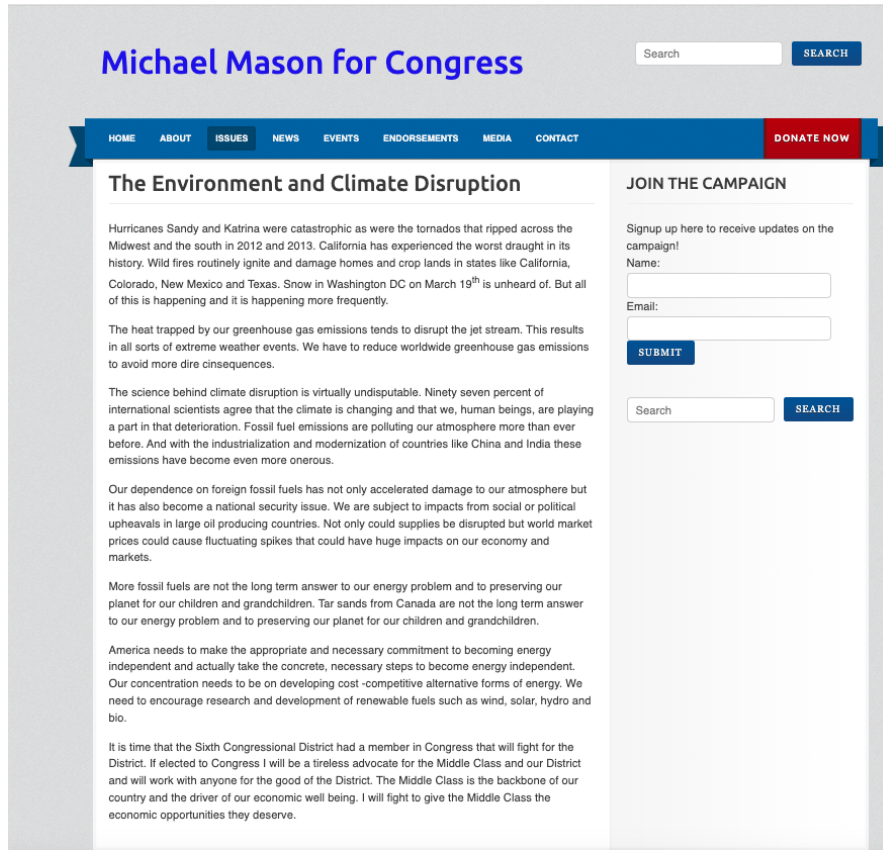 Michael Mason for Congress
Search
SEARCH
HOME ABOUT ISSUES NEWS EVENTS ENDORSEMENTS MEDIA CONTACT
DONATE NOW
The Environment and Climate Disruption
Hurricanes Sandy and Katrina were catastrophic as were the tornados that ripped across the
Midwest and the south in 2012 and 2013. California has experienced the worst draught in its
history. Wild fires routinely ignite and damage homes and crop lands in states like California,
Colorado, New Mexico and Texas. Snow in Washington DC on March 19th is unheard of. But all
of this is happening and it is happening more frequently.
The heat trapped by our greenhouse gas emissions tends to disrupt the jet stream. This results
in all sorts of extreme weather events. We have to reduce worldwide greenhouse gas emissions
to avoid more dire cinsequences.
The science behind climate disruption is virtually undisputable. Ninety seven percent of
international scientists agree that the climate is changing and that we, human beings, are playing
a part in that deterioration. Fossil fuel emissions are polluting our atmosphere more than ever
before. And with the industrialization and modernization of countries like China and India these
emissions have become even more onerous.
Our dependence on foreign fossil fuels has not only accelerated damage to our atmosphere but
it has also become a national security issue. We are subject to impacts from social or political
upheavals in large oil producing countries. Not only could supplies be disrupted but world market
prices could cause fluctuating spikes that could have huge impacts on our economy and
markets.
More fossil fuels are not the long term answer to our energy problem and to preserving our
planet for our children and grandchildren. Tar sands from Canada are not the long term answer
to our energy problem and to preserving our planet for our children and grandchildren.
America needs to make the appropriate and necessary commitment to becoming energy
independent and actually take the concrete, necessary steps to become energy independent.
Our concentration needs to be on developing cost -competitive alternative forms of energy. We
need to encourage research and development of renewable fuels such as wind, solar, hydro and
bio.
It is time that the Sixth Congressional District had a member in Congress that will fight for the
District. If elected to Congress I will be a tireless advocate for the Middle Class and our District
and will work with anyone for the good of the District. The Middle Class is the backbone of our
country and the driver of our economic well being. I will fight to give the Middle Class the
economic opportunities they deserve.
JOIN THE CAMPAIGN
Signup up here to receive updates on the
campaign!
Name:
Email:
SUBMIT
Search
SEARCH